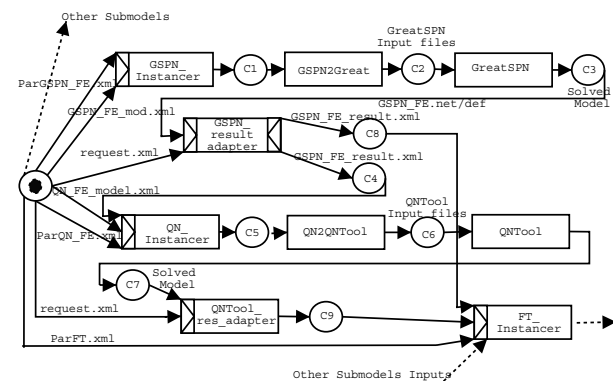 Other Submodels
GreatSPN
Input files
GSPN_
Instancer
C1
GSPN2Great
C2
GreatSPN
C3
ParGSPN_FE.xml
Solved
Model
GSPN_FE_mod.xml
GSPN_FE.net/def
GSPN_FE_result.xml
GSPN_
result_
adapter
C8
request.xml
GSPN_FE_result.xml
C4
QN_FE_model.xml
QNTool
Input files
QN_
Instancer
C5
QN2QNTool
C6
QNTool
ParQN_FE.xml
C7
Solved
Model
request.xml
QNTool_
res_adapter
C9
FT_
Instancer
ParFT.xml
Other Submodels Inputs